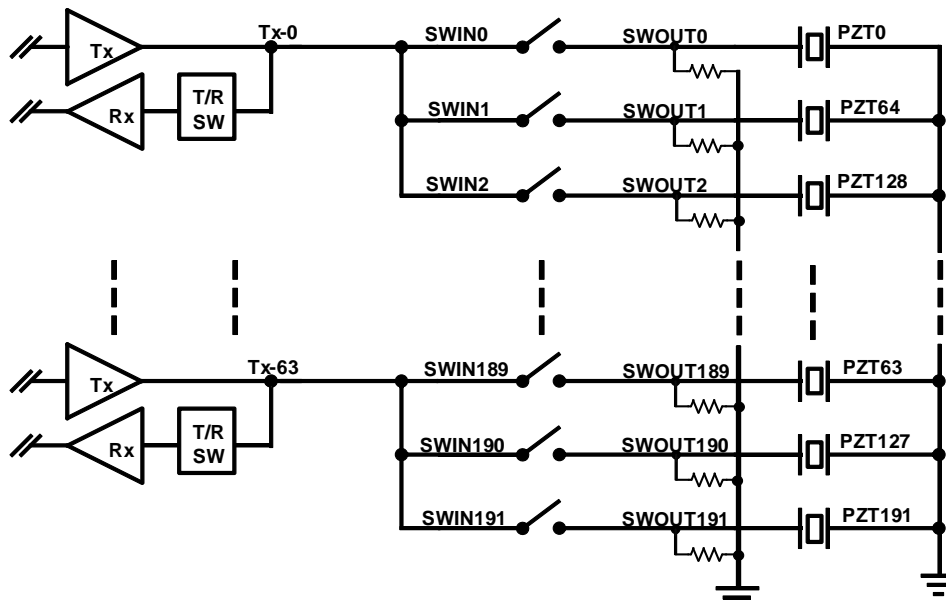 Tx
Tx-0
SWIN0
SWOUT0
PZT0
Rx
T/R
SW
SWIN1
SWOUT1
PZT64
SWIN2
SWOUT2
PZT128
Tx
Tx-63
SWIN189
SWOUT189
PZT63
Rx
T/R
SW
SWIN190
SWOUT190
PZT127
SWIN191
SWOUT191
PZT191